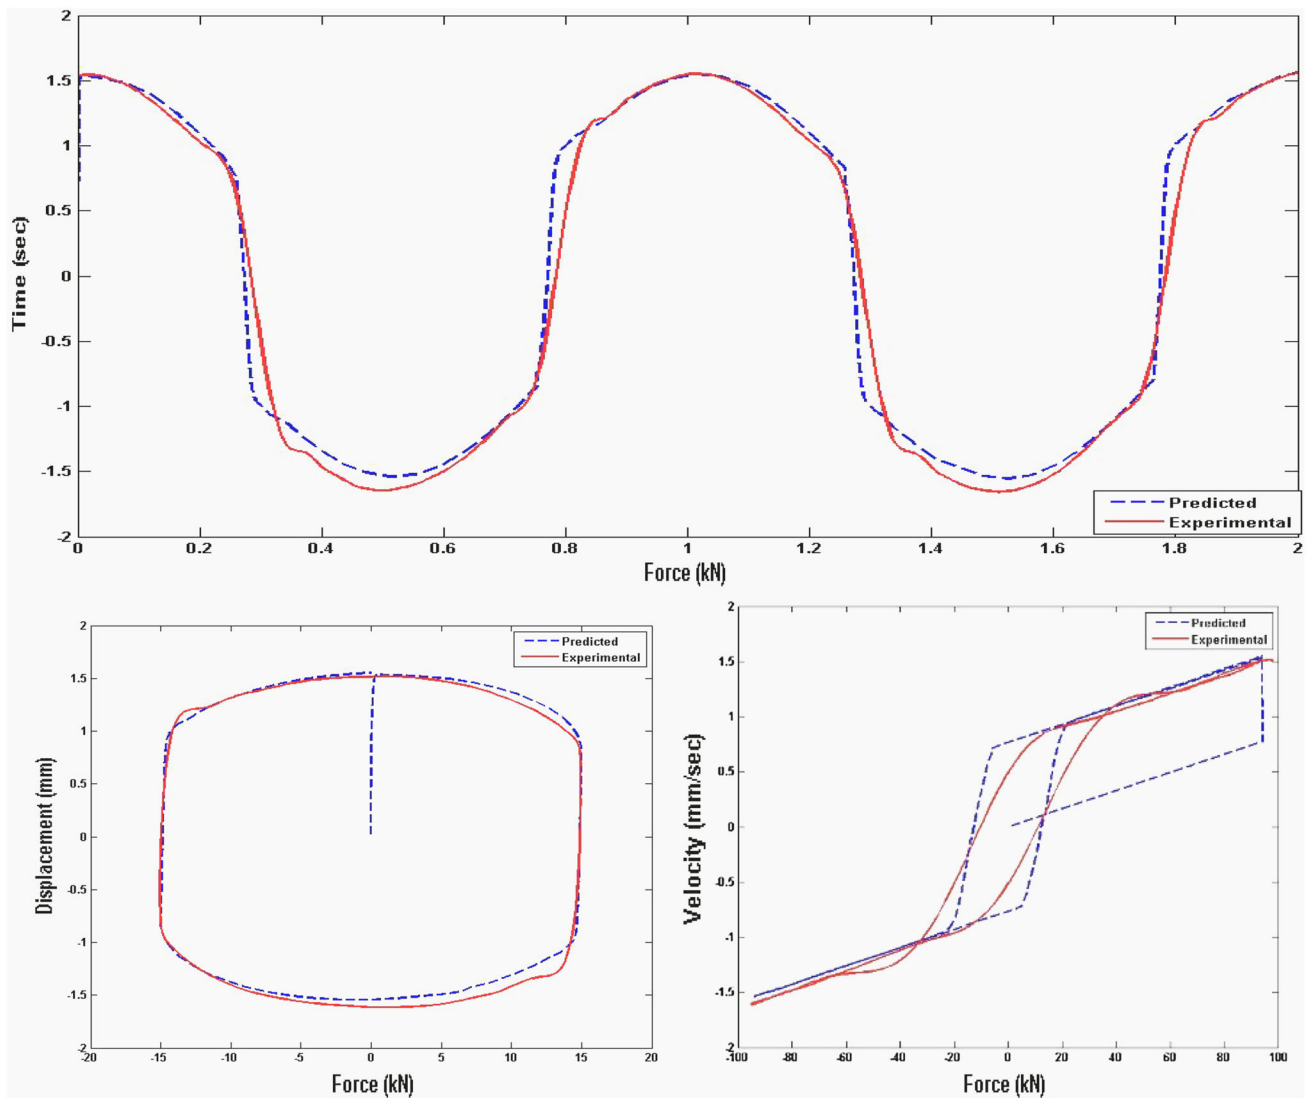 2
1.5
1
0.5
0
-0.5
-1
-1.5
-2
Time (sec)
0 0.2 0.4 0.6 0.8 1 1.2 1.4 1.6 1.8 2
Force (kN)
Predicted
Experimental
2
1.5
1
0.5
0
-0.5
-1
-1.5
-2
Displacement (mm)
-20 -15 -10 -5 0 5 10 15 20
Force (kN)
Predicted
Experimental
2
1.5
1
0.5
0
-0.5
-1
-1.5
-2
Velocity (mm/sec)
-100 -80 -60 -40 -20 0 20 40 60 80 100
Force (kN)
Predicted
Experimental